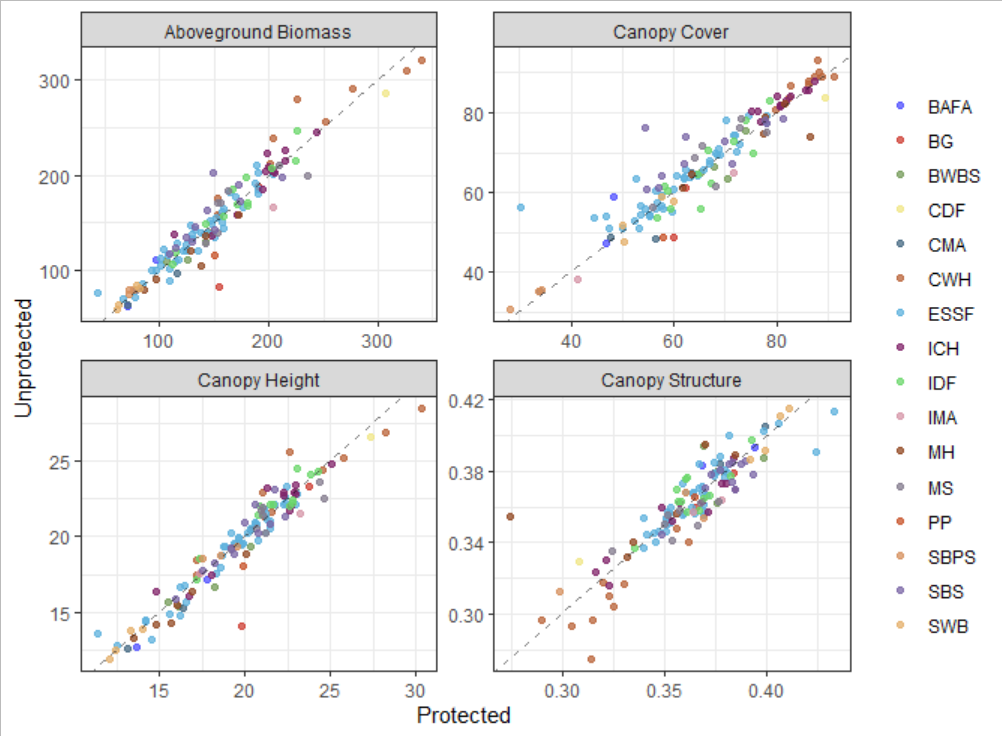 Aboveground Biomass
Canopy Cover
300
200
100
100 200 300
80
60
40
40 60 80
Canopy Height
Canopy Structure
25
20
15
15 20 25 30
0.42
0.38
0.34
0.30
0.30 0.35 0.40
Unprotected
Protected
BAFA
BG
BWBS
CDF
CMA
CWH
ESSF
ICH
IDF
IMA
MH
MS
PP
SBPS
SBS
SWB